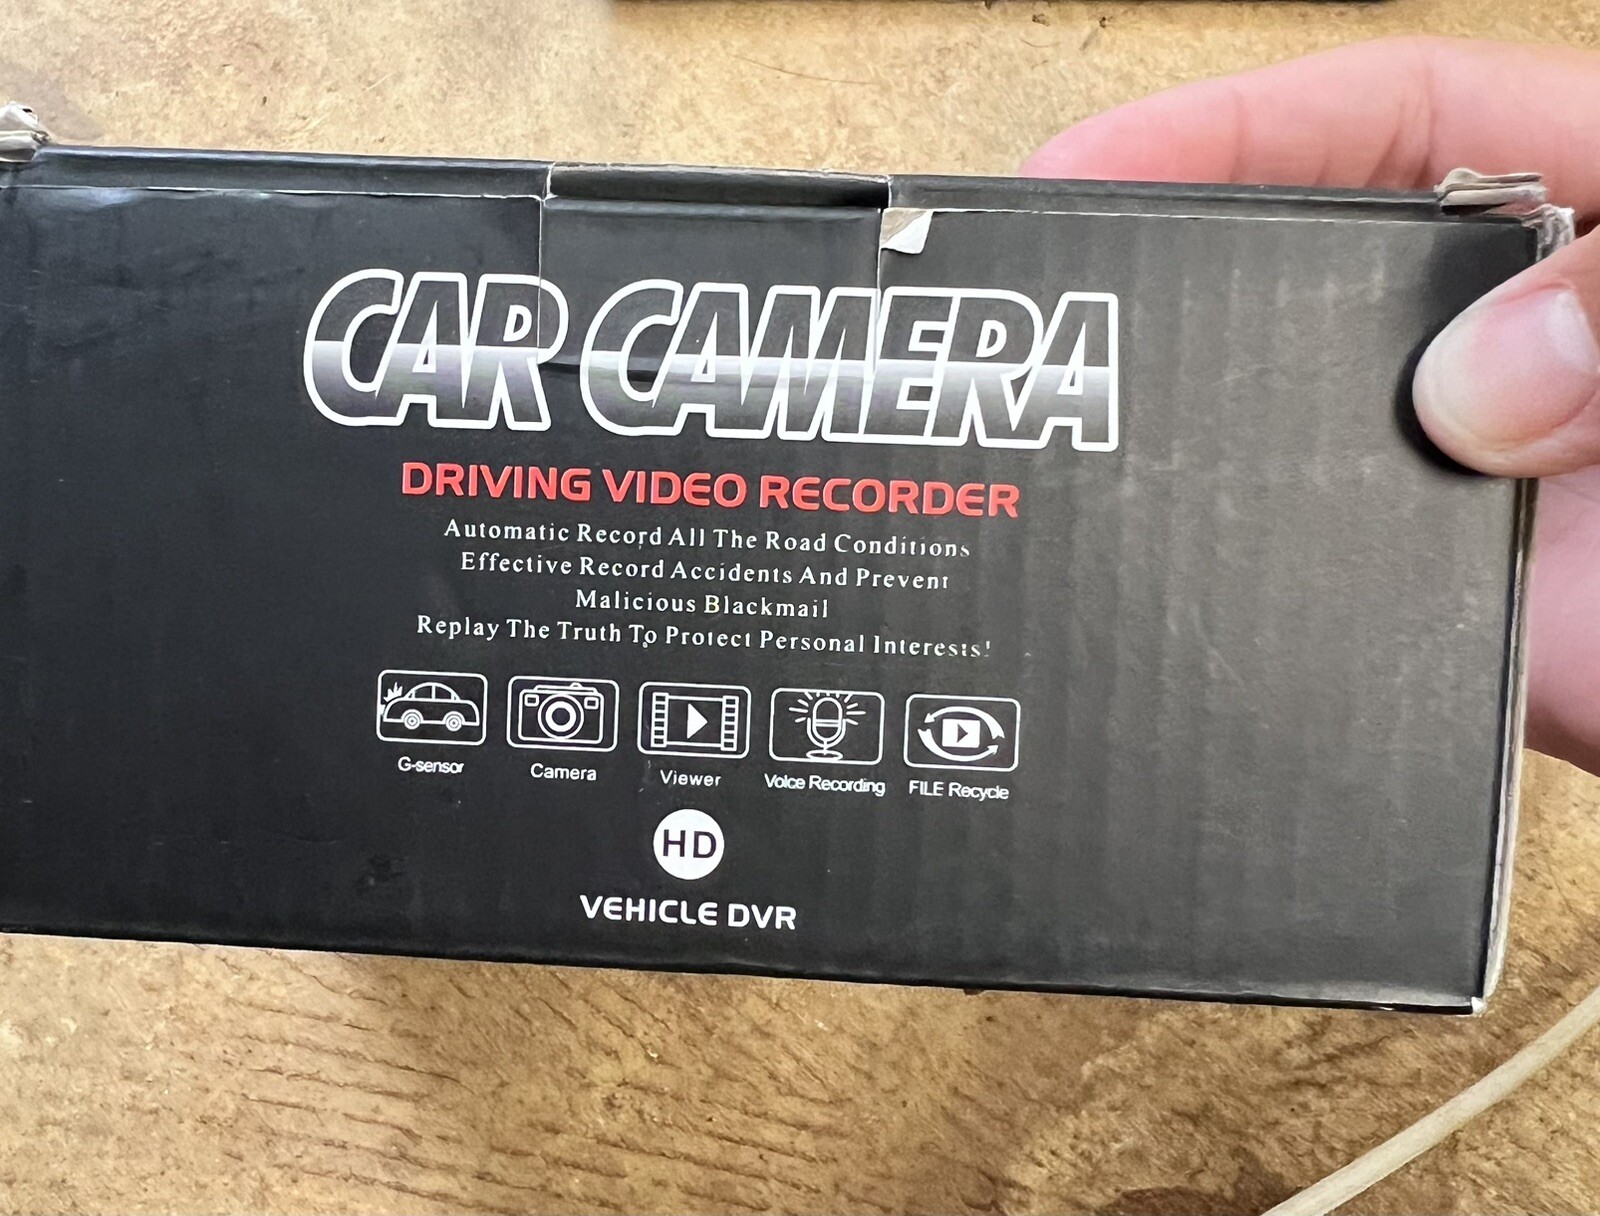 CAR CAMERA
DRIVING VIDEO RECORDER
Automatic Record All The Road Conditions
Effective Record Accidents And Prevent
Malicious Blackmail
Replay The Truth To Protect Personal Interests!
G-sensor Camera Viewer Voice Recording FILE Recycle
HD
VEHICLE DVR